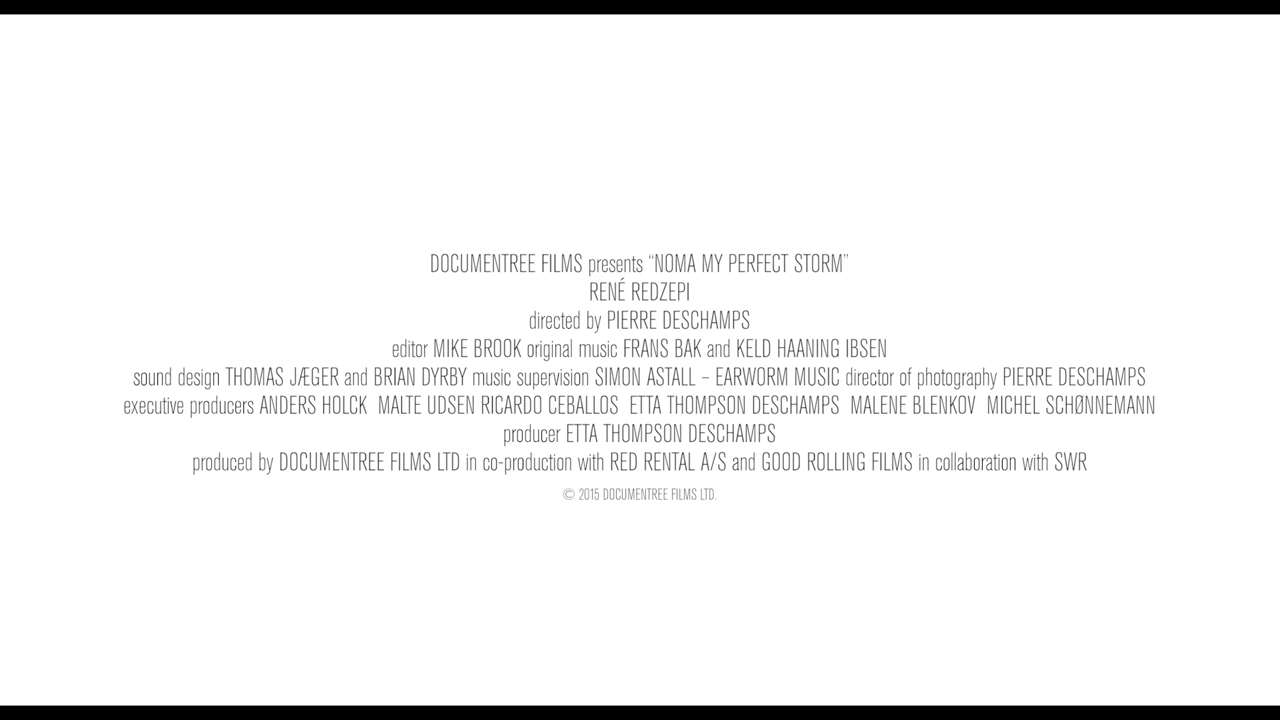 DOCUMENTREE FILMS presents “NOMA MY PERFECT STORM”
RENÉ REDZEPI
directed by PIERRE DESCHAMPS
editor MIKE BROOK original music FRANS BAK and KELD HAANING IBSEN
sound design THOMAS JÆGER and BRIAN DYRBY music supervision SIMON ASTALL – EARWORM MUSIC director of photography PIERRE DESCHAMPS
executive producers ANDERS HOLCK MALTE UDSEN RICARDO CEBALLOS ETTA THOMPSON DESCHAMPS MALENE BLENKOV MICHEL SCHØNNEMANN
producer ETTA THOMPSON DESCHAMPS
produced by DOCUMENTREE FILMS LTD in co-production with RED RENTAL A/S and GOOD ROLLING FILMS in collaboration with SWR
© 2015 DOCUMENTREE FILMS LTD.